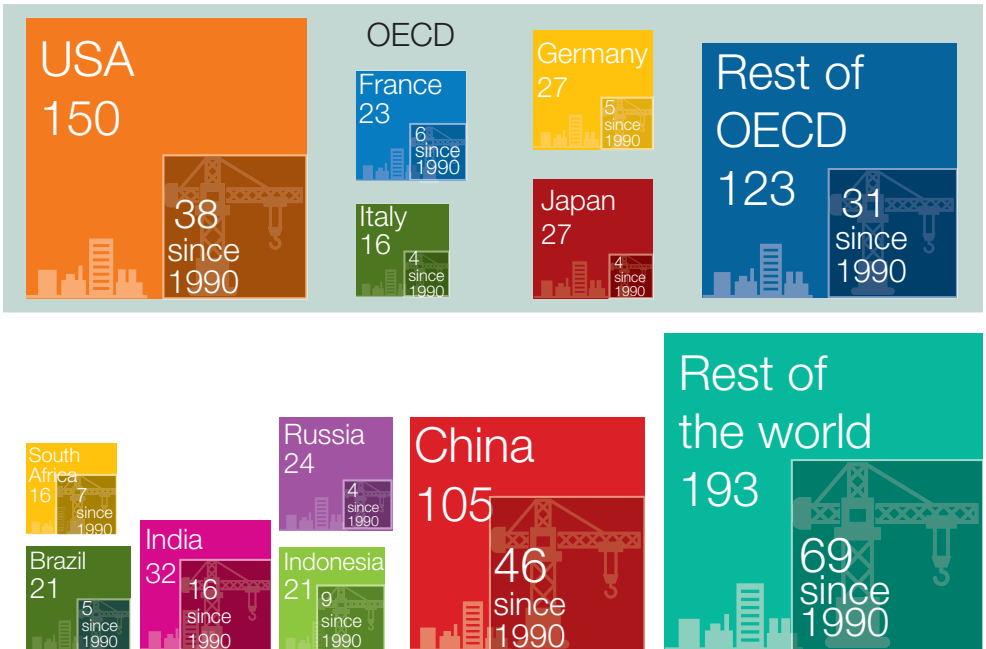 USA
150
38
since
1990
OECD
France
23
6
since
1990
Italy
16
4
since
1990
Germany
27
5
since
1990
Japan
27
4
since
1990
Rest of
OECD
123
31
since
1990
South
Africa
16
7
since
1990
Brazil
21
5
since
1990
India
32
16
since
1990
Russia
24
4
since
1990
Indonesia
21
9
since
1990
China
105
46
since
1990
Rest of
the world
193
69
since
1990